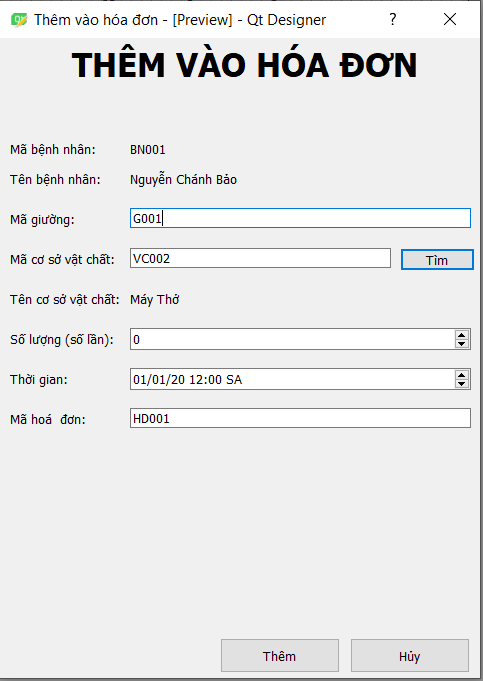 Thêm vào hóa đơn - [Preview] - Qt Designer
THÊM VÀO HÓA ĐƠN
Mã bệnh nhân: BN001
Tên bệnh nhân: Nguyễn Chánh Bảo
Mã giường: G001
Mã cơ sở vật chất: VC002 Tìm
Tên cơ sở vật chất: Máy Thở
Số lượng (số lần): 0
Thời gian: 01/01/20 12:00 SA
Mã hoá  đơn: HD001
Thêm Hủy